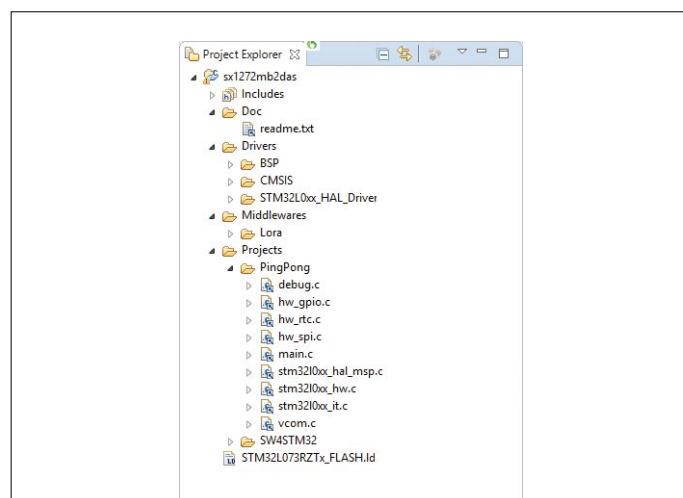 Project Explorer
sx1272mb2das
Includes
Doc
readme.txt
Drivers
BSP
CMSIS
STM32L0xx_HAL_Driver
Middlewares
Lora
Projects
PingPong
debug.c
hw_gpio.c
hw_rtc.c
hw_spi.c
main.c
stm32l0xx_hal_msp.c
stm32l0xx_hw.c
stm32l0xx_it.c
vcom.c
SW4STM32
STM32L073RZTx_FLASH.ld